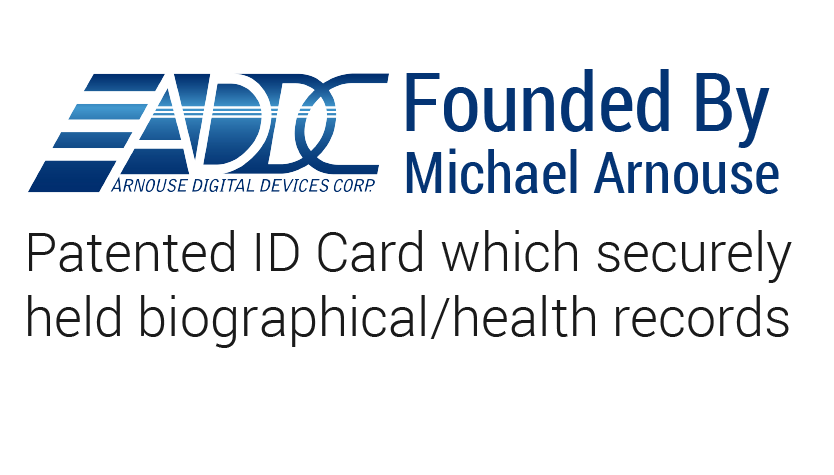 ADDC
ARNOUSE DIGITAL DEVICES CORP.
Founded By
Michael Arnouse
Patented ID Card which securely
held biographical/health records